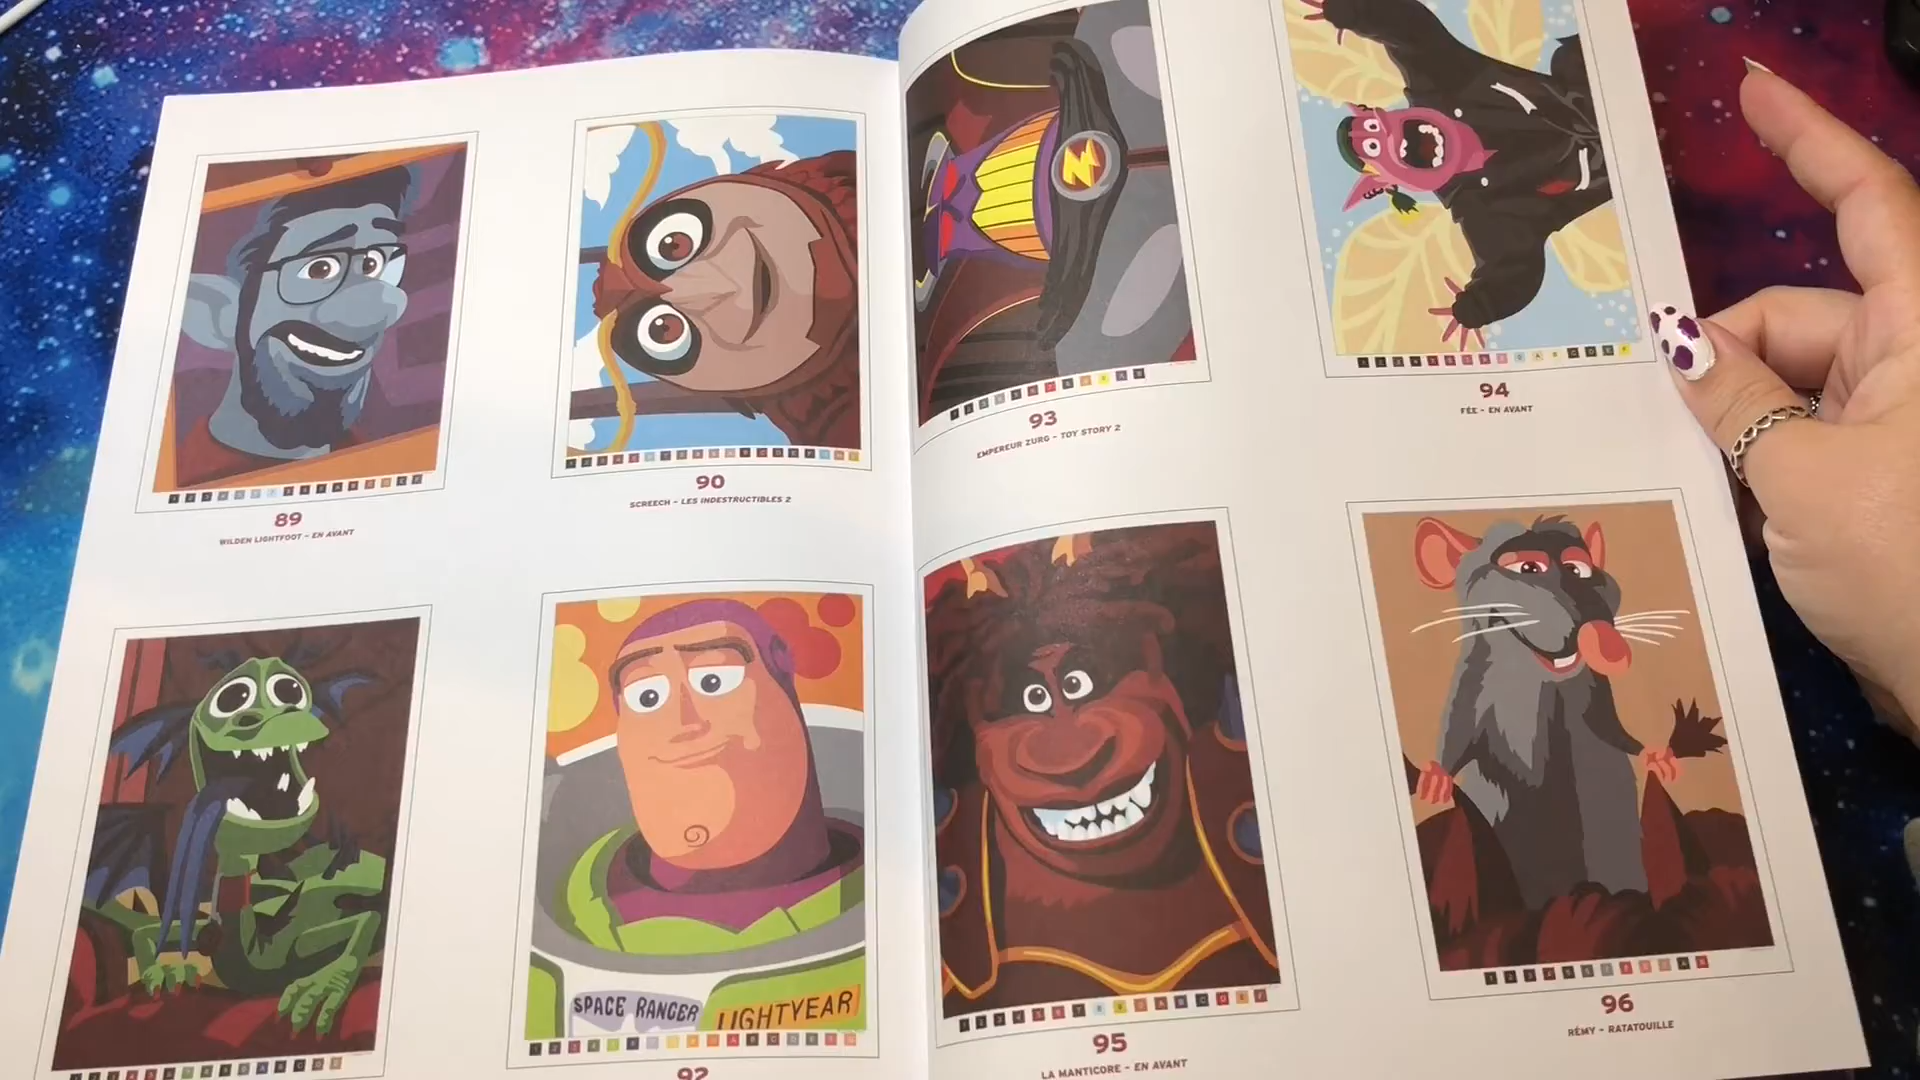 89
WILDEN LIGHTFOOT – EN AVANT
90
SCREECH – LES INDESTRUCTIBLES 2
SPACE RANGER
LIGHTYEAR
92
93
EMPEREUR ZURG – TOY STORY 2
94
FÉE – EN AVANT
95
LA MANTICORE – EN AVANT
96
RÉMY – RATATOUILLE